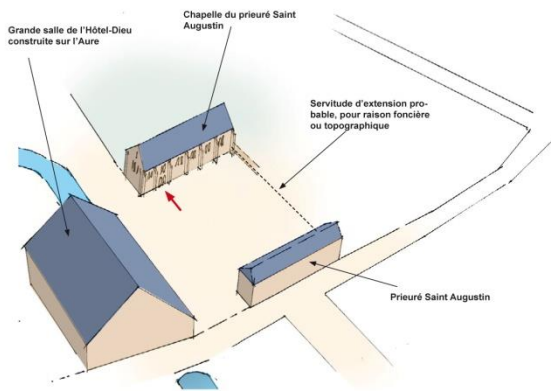 Chapelle du prieuré Saint
Augustin
Grande salle de l'Hôtel-Dieu
construite sur l'Aure
Servitude d'extension pro-
bable, pour raison foncière
ou topographique
Prieuré Saint Augustin